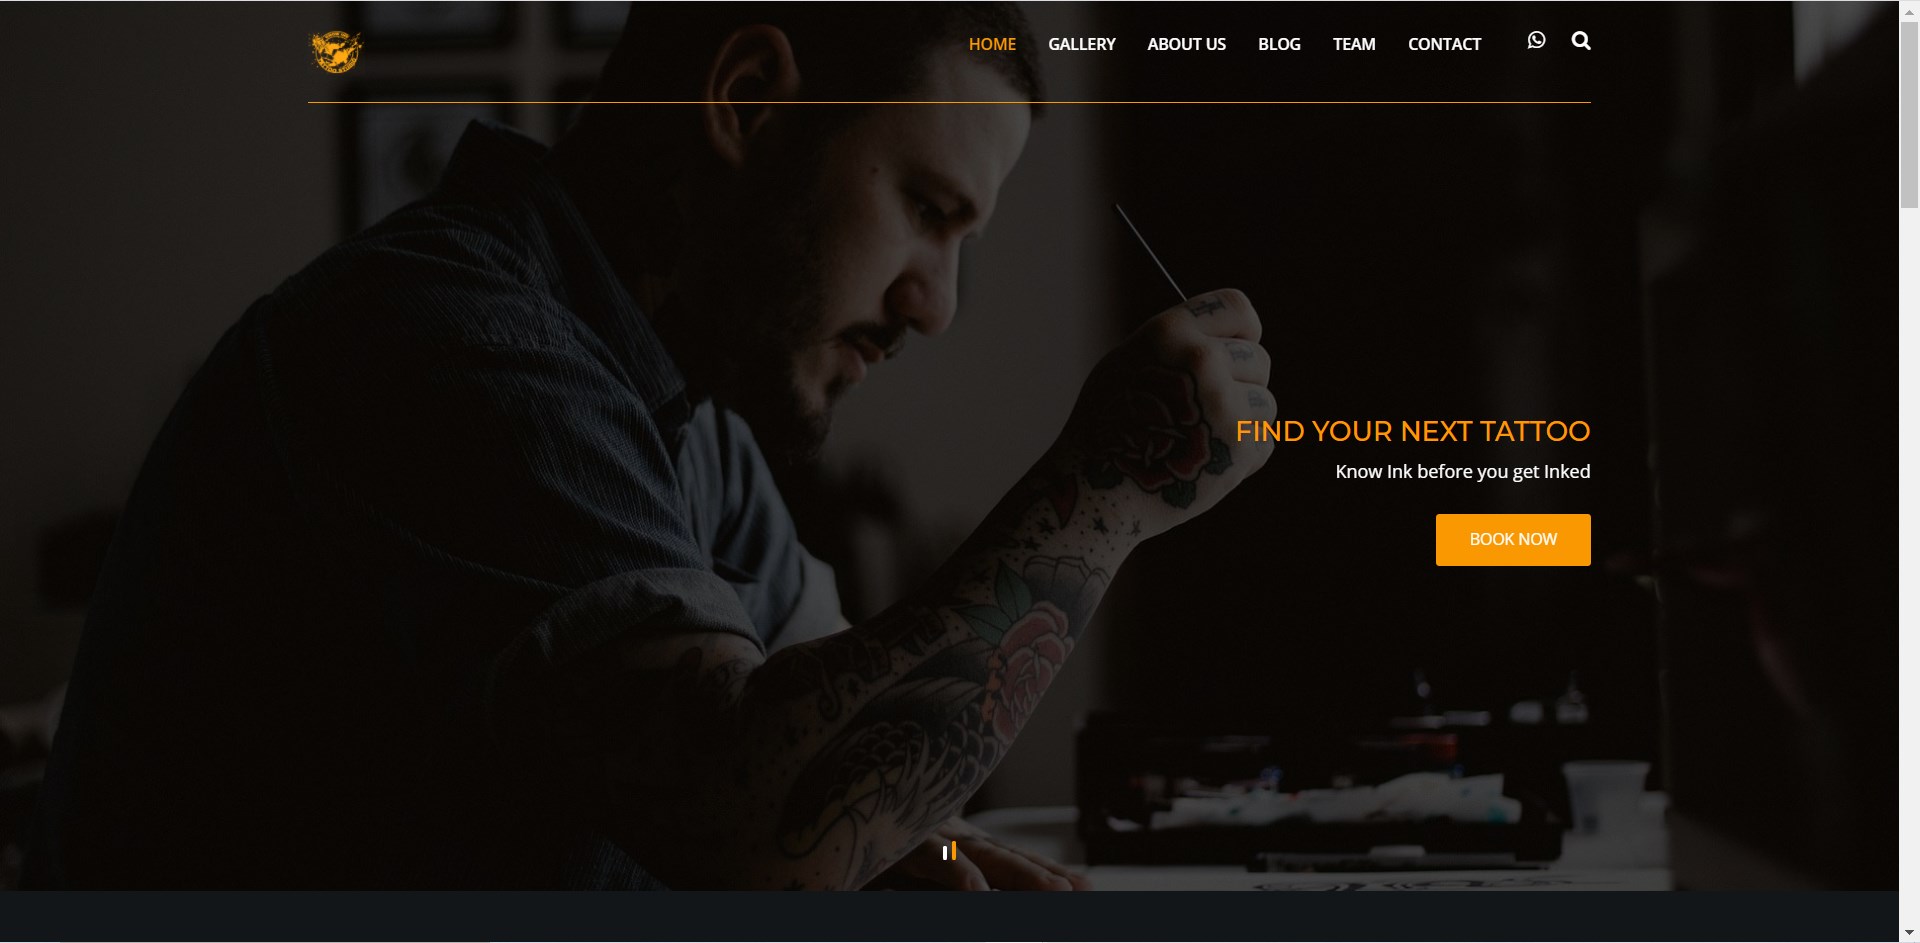 HOME
GALLERY
ABOUT US
BLOG
TEAM
CONTACT
FIND YOUR NEXT TATTOO
Know Ink before you get Inked
BOOK NOW